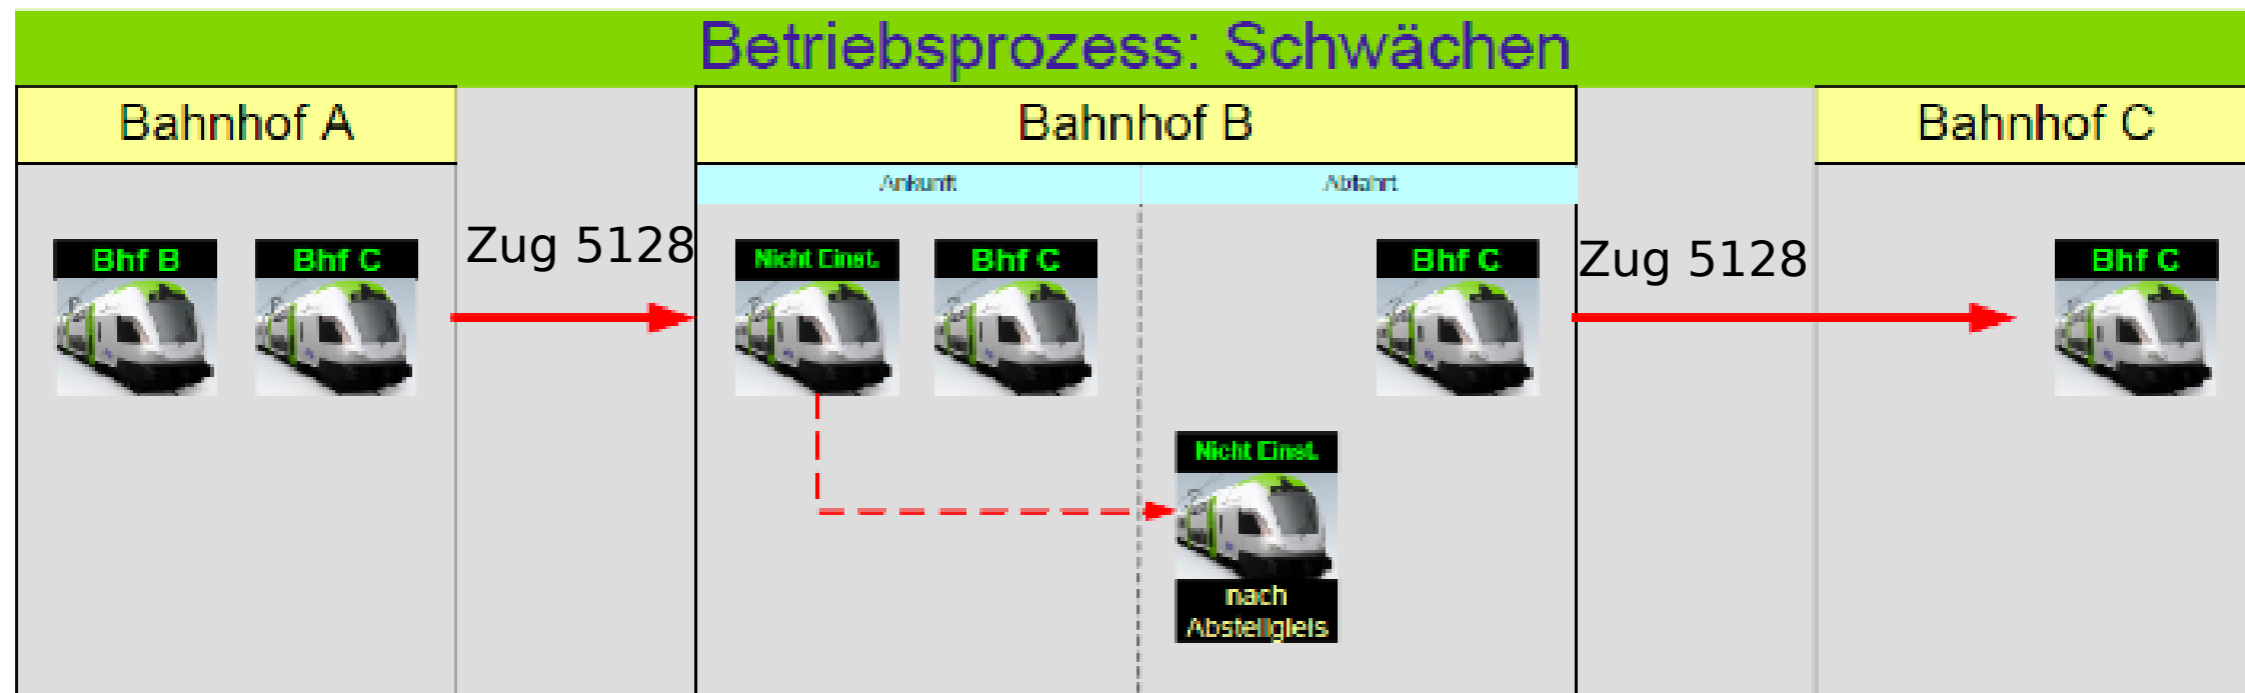 Betriebsprozess: Schwächen
Bahnhof A
Bahnhof B
Bahnhof C
Ankunft
Abfahrt
Bhf B
Bhf C
Zug 5128
Nicht Einst.
Bhf C
Bhf C
Zug 5128
Bhf C
Nicht Einst.
nach
Abstellgleis